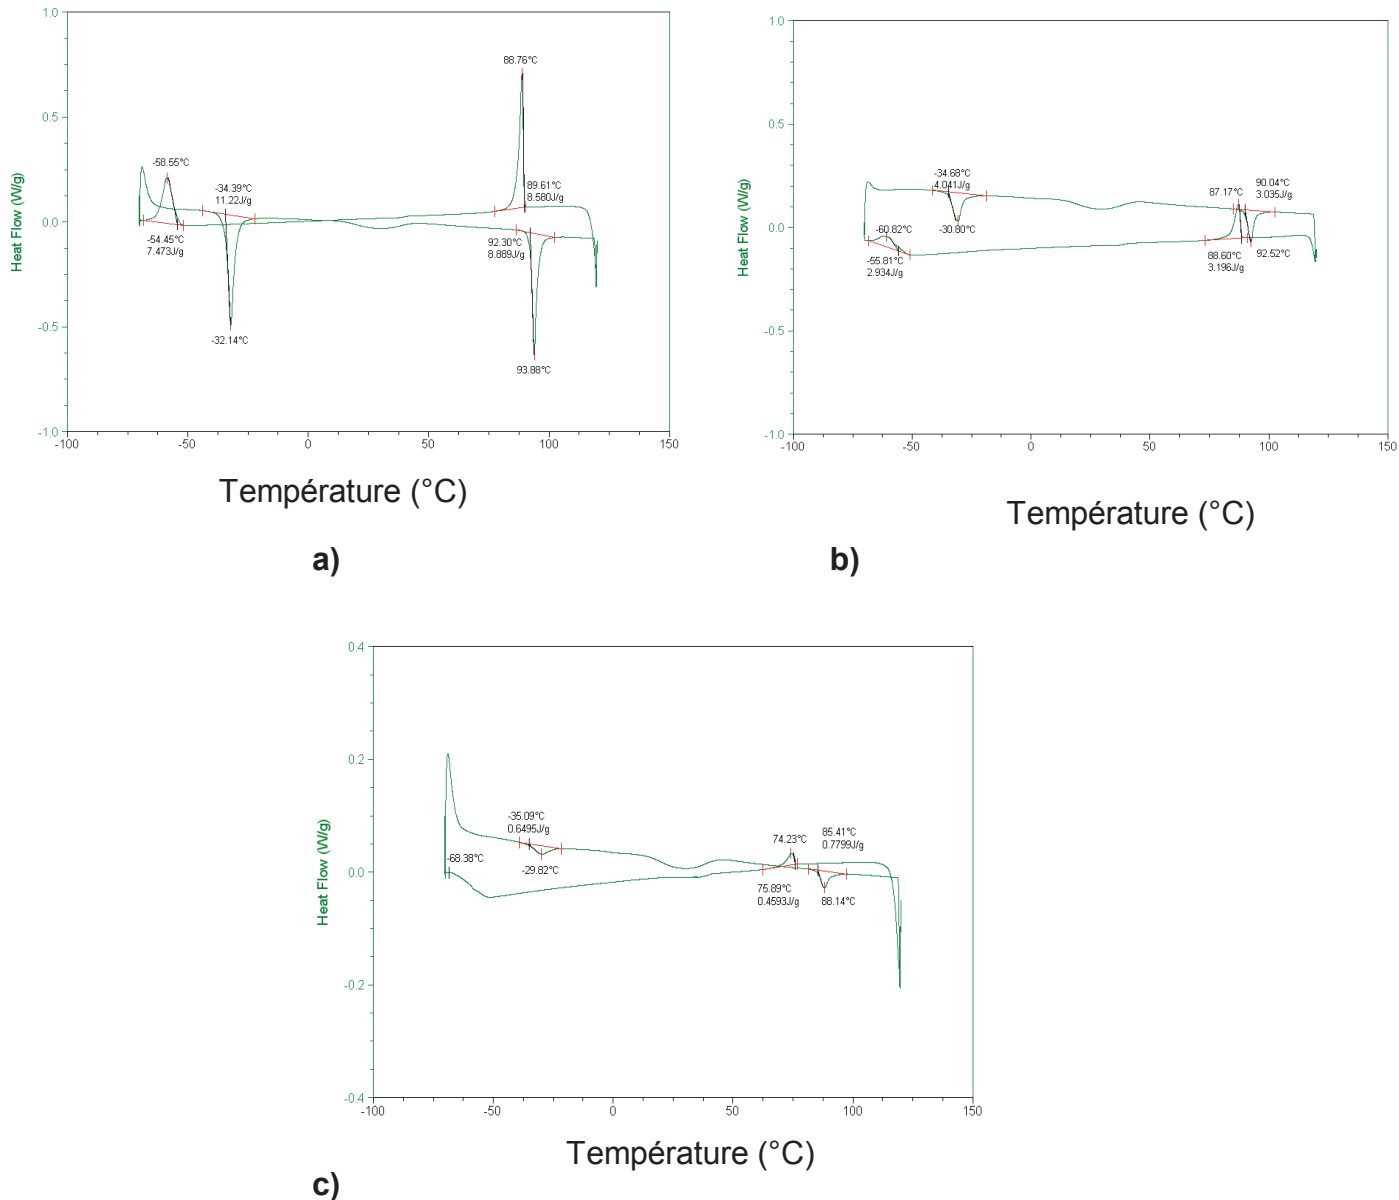 1.0
0.5
0.0
-0.5
-1.0
Heat Flow (W/g)
-58.55°C
-34.39°C
11.22J/g
-54.45°C
7.473J/g
-32.14°C
88.76°C
89.61°C
8.580J/g
92.30°C
8.889J/g
93.88°C
-100
-50
0
50
100
150
Température (°C)
a)
1.0
0.5
0.0
-0.5
-1.0
Heat Flow (W/g)
-34.68°C
4.041J/g
-60.82°C
-30.80°C
-55.81°C
2.934J/g
87.17°C
90.04°C
3.035J/g
88.60°C
3.196J/g
92.52°C
-100
-50
0
50
100
150
Température (°C)
b)
0.4
0.2
0.0
-0.2
-0.4
Heat Flow (W/g)
-35.09°C
0.6495J/g
-68.38°C
-29.82°C
74.23°C
85.41°C
0.7799J/g
75.89°C
0.4593J/g
88.14°C
-100
-50
0
50
100
150
Température (°C)
c)